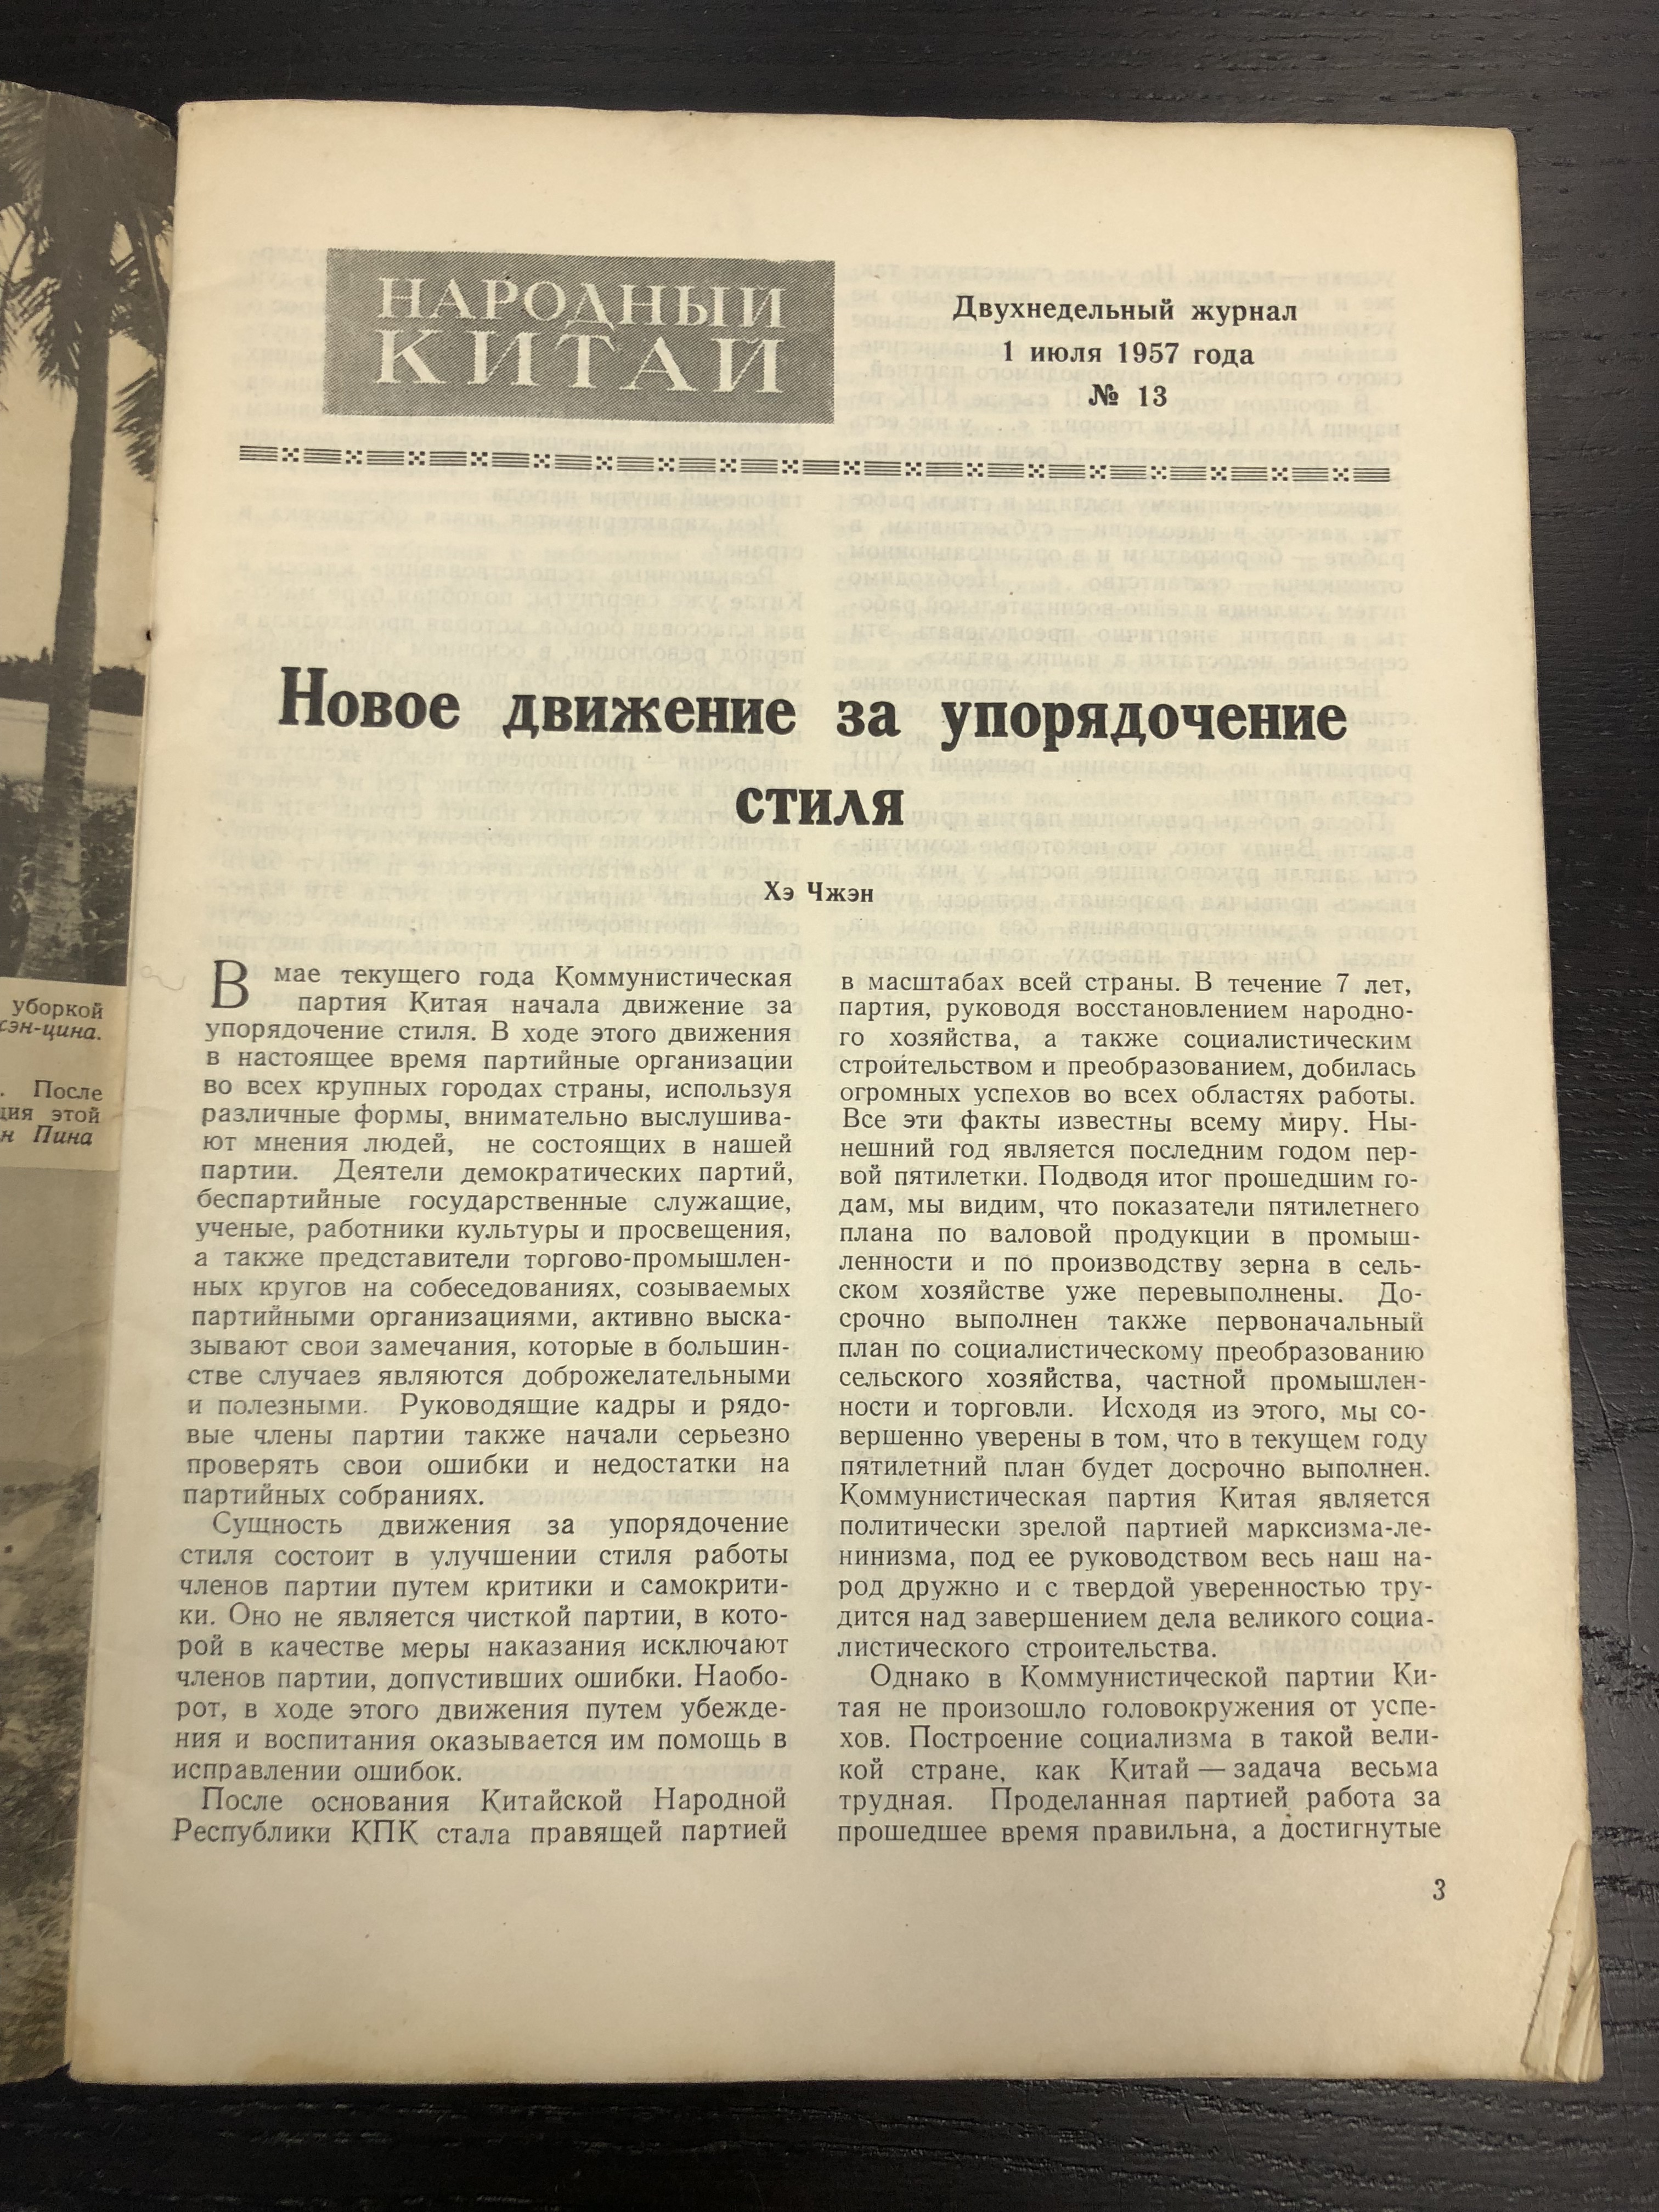 НАРОДНЫЙ
КИТАЙ
Двухнедельный журнал
1 июля 1957 года
№ 13
Новое движение за упорядочение
стиля
Хэ Чжэн
В мае текущего года Коммунистическая
партия Китая начала движение за
упорядочение стиля. В ходе этого движения
в настоящее время партийные организации
во всех крупных городах страны, используя
различные формы, внимательно выслушива-
ют мнения людей, не состоящих в нашей
партии. Деятели демократических партий,
беспартийные государственные служащие,
ученые, работники культуры и просвещения,
а также представители торгово-промышлен-
ных кругов на собеседованиях, созываемых
партийными организациями, активно выска-
зывают свои замечания, которые в большин-
стве случаев являются доброжелательными
и полезными. Руководящие кадры и рядо-
вые члены партии также начали серьезно
проверять свои ошибки и недостатки на
партийных собраниях.
Сущность движения за упорядочение
стиля состоит в улучшении стиля работы
членов партии путем критики и самокрити-
ки. Оно не является чисткой партии, в кото-
рой в качестве меры наказания исключают
членов партии, допустивших ошибки. Наобо-
рот, в ходе этого движения путем убежде-
ния и воспитания оказывается им помощь в
исправлении ошибок.
После основания Китайской Народной
Республики КПК стала правящей партией
в масштабах всей страны. В течение 7 лет,
партия, руководя восстановлением народно-
го хозяйства, а также социалистическим
строительством и преобразованием, добилась
огромных успехов во всех областях работы.
Все эти факты известны всему миру. Ны-
нешний год является последним годом пер-
вой пятилетки. Подводя итог прошедшим го-
дам, мы видим, что показатели пятилетнего
плана по валовой продукции в промыш-
ленности и по производству зерна в сель-
ском хозяйстве уже перевыполнены. До-
срочно выполнен также первоначальный
план по социалистическому преобразованию
сельского хозяйства, частной промышлен-
ности и торговли. Исходя из этого, мы со-
вершенно уверены в том, что в текущем году
пятилетний план будет досрочно выполнен.
Коммунистическая партия Китая является
политически зрелой партией марксизма-ле-
нинизма, под ее руководством весь наш на-
род дружно и с твердой уверенностью тру-
дится над завершением дела великого социа-
листического строительства.
Однако в Коммунистической партии Ки-
тая не произошло головокружения от успе-
хов. Построение социализма в такой вели-
кой стране, как Китай — задача весьма
трудная. Проделанная партией работа за
прошедшее время правильна, а достигнутые
3
уборкой
сэн-цина.
После
ция этой
н Пина